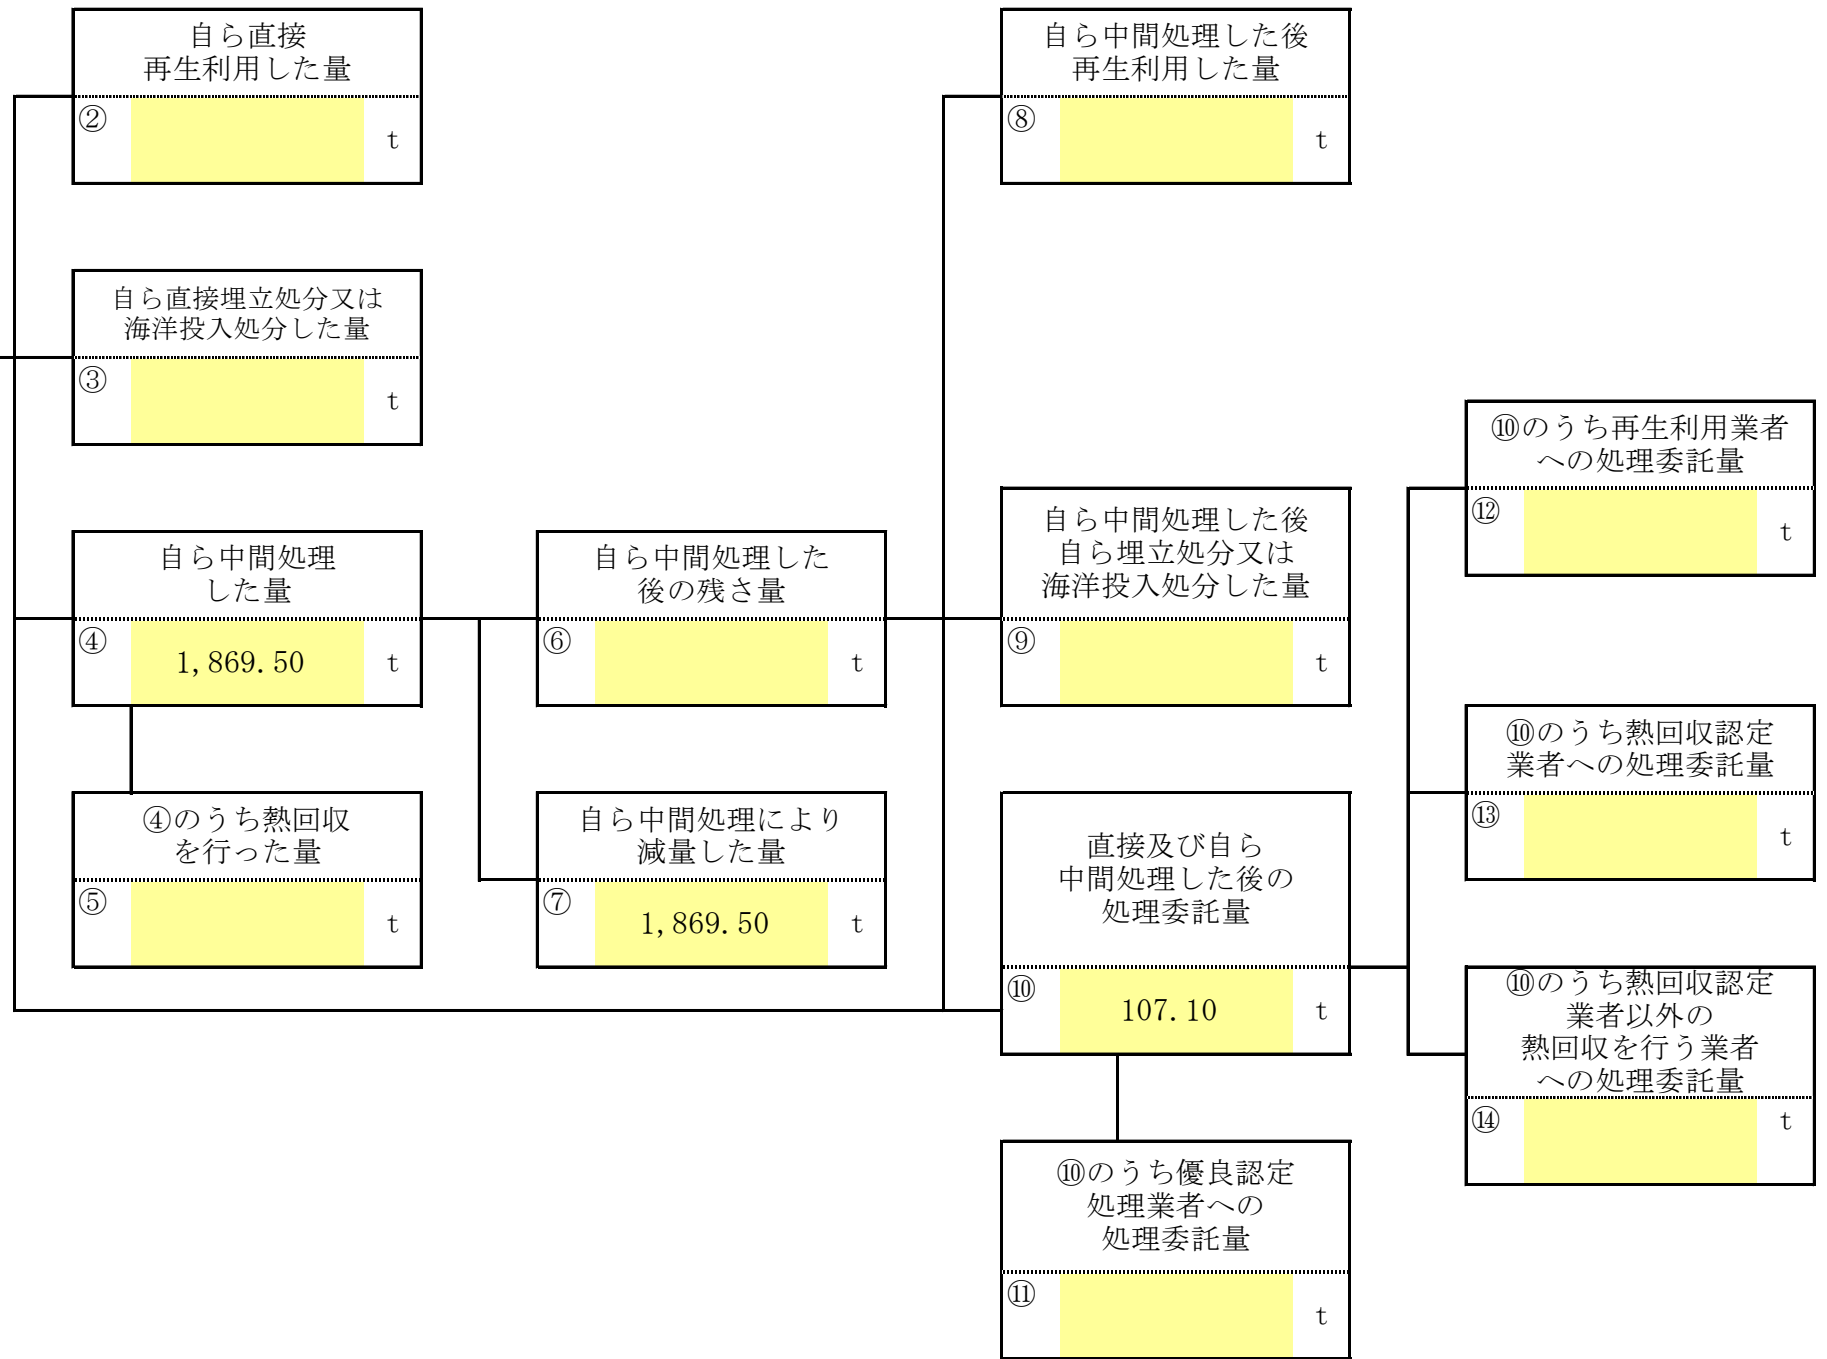 自ら直接
再生利用した量
②
t
自ら中間処理した後
再生利用した量
⑧
t
自ら直接埋立処分又は
海洋投入処分した量
③
t
⑩のうち再生利用業者
への処理委託量
⑫
t
自ら中間処理
した量
④
1,869.50 t
自ら中間処理した
後の残さ量
⑥
t
自ら中間処理した後
自ら埋立処分又は
海洋投入処分した量
⑨
t
⑩のうち熱回収認定
業者への処理委託量
⑬
t
④のうち熱回収
を行った量
⑤
t
自ら中間処理により
減量した量
⑦
1,869.50 t
直接及び自ら
中間処理した後の
処理委託量
⑩
107.10 t
⑩のうち熱回収認定
業者以外の
熱回収を行う業者
への処理委託量
⑭
t
⑩のうち優良認定
処理業者への
処理委託量
⑪
t